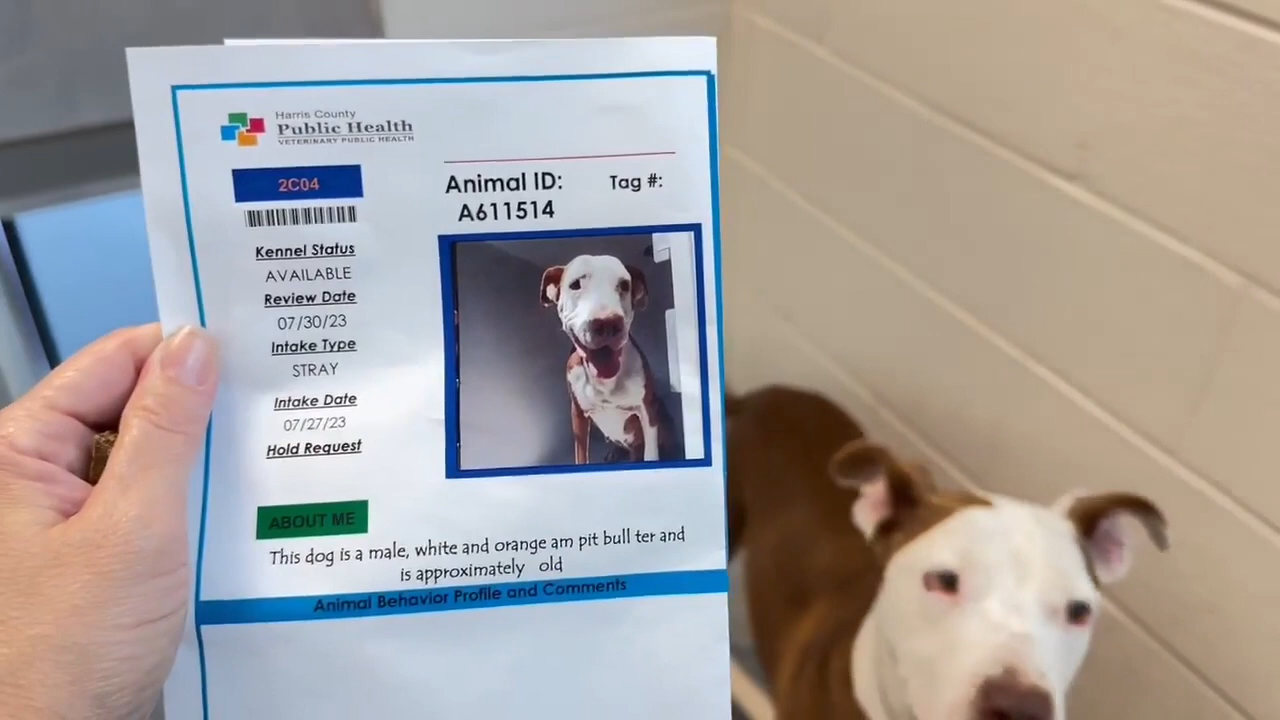 Harris County
Public Health
VETERINARY PUBLIC HEALTH
2C04
Animal ID: Tag #:
A611514
Kennel Status
AVAILABLE
Review Date
07/30/23
Intake Type
STRAY
Intake Date
07/27/23
Hold Request
ABOUT ME
This dog is a male, white and orange am pit bull ter and
is approximately old
Animal Behavior Profile and Comments